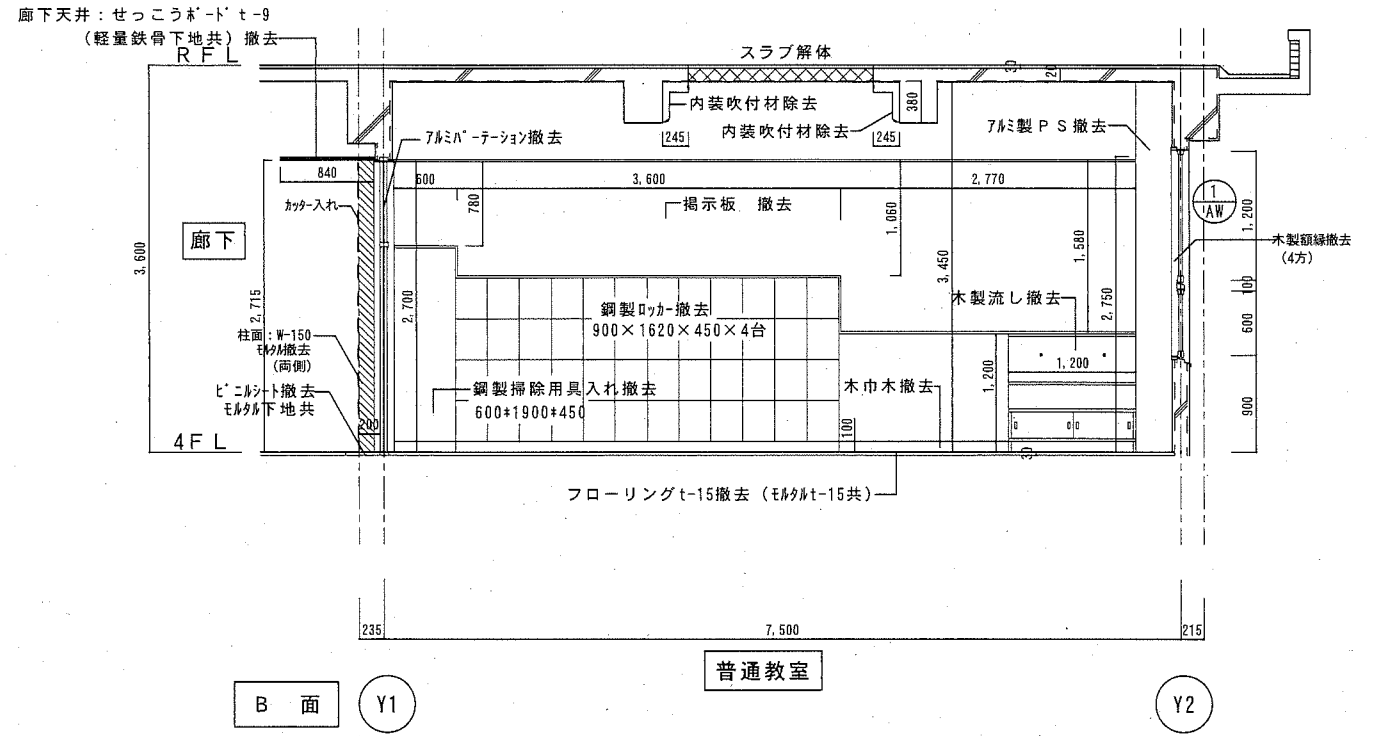 廊下天井：せっこうボード t-9
（軽量鉄骨下地共）撤去
RFL
スラブ解体
30
20
内装吹付材除去
380
内装吹付材除去
アルミ製PS撤去
アルミパーテーション撤去
245
245
840
600
3,600
2,770
カッター入れ
780
掲示板 撤去
1,060
1
AW
1,200
廊下
3,600
木製額縁撤去
(4方)
1,580
3,450
2,715
2,700
2,750
100
鋼製ロッカー撤去
900×1620×450×4台
木製流し撤去
600
柱面：W-150
モルタル撤去
(両側)
1,200
1,200
ビニルシート撤去
モルタル下地共
鋼製掃除用具入れ撤去
600*1900*450
木巾木撤去
900
200
100
4FL
30
フローリングt-15撤去（モルタルt-15共）
235
7,500
215
普通教室
B 面
Y1
Y2